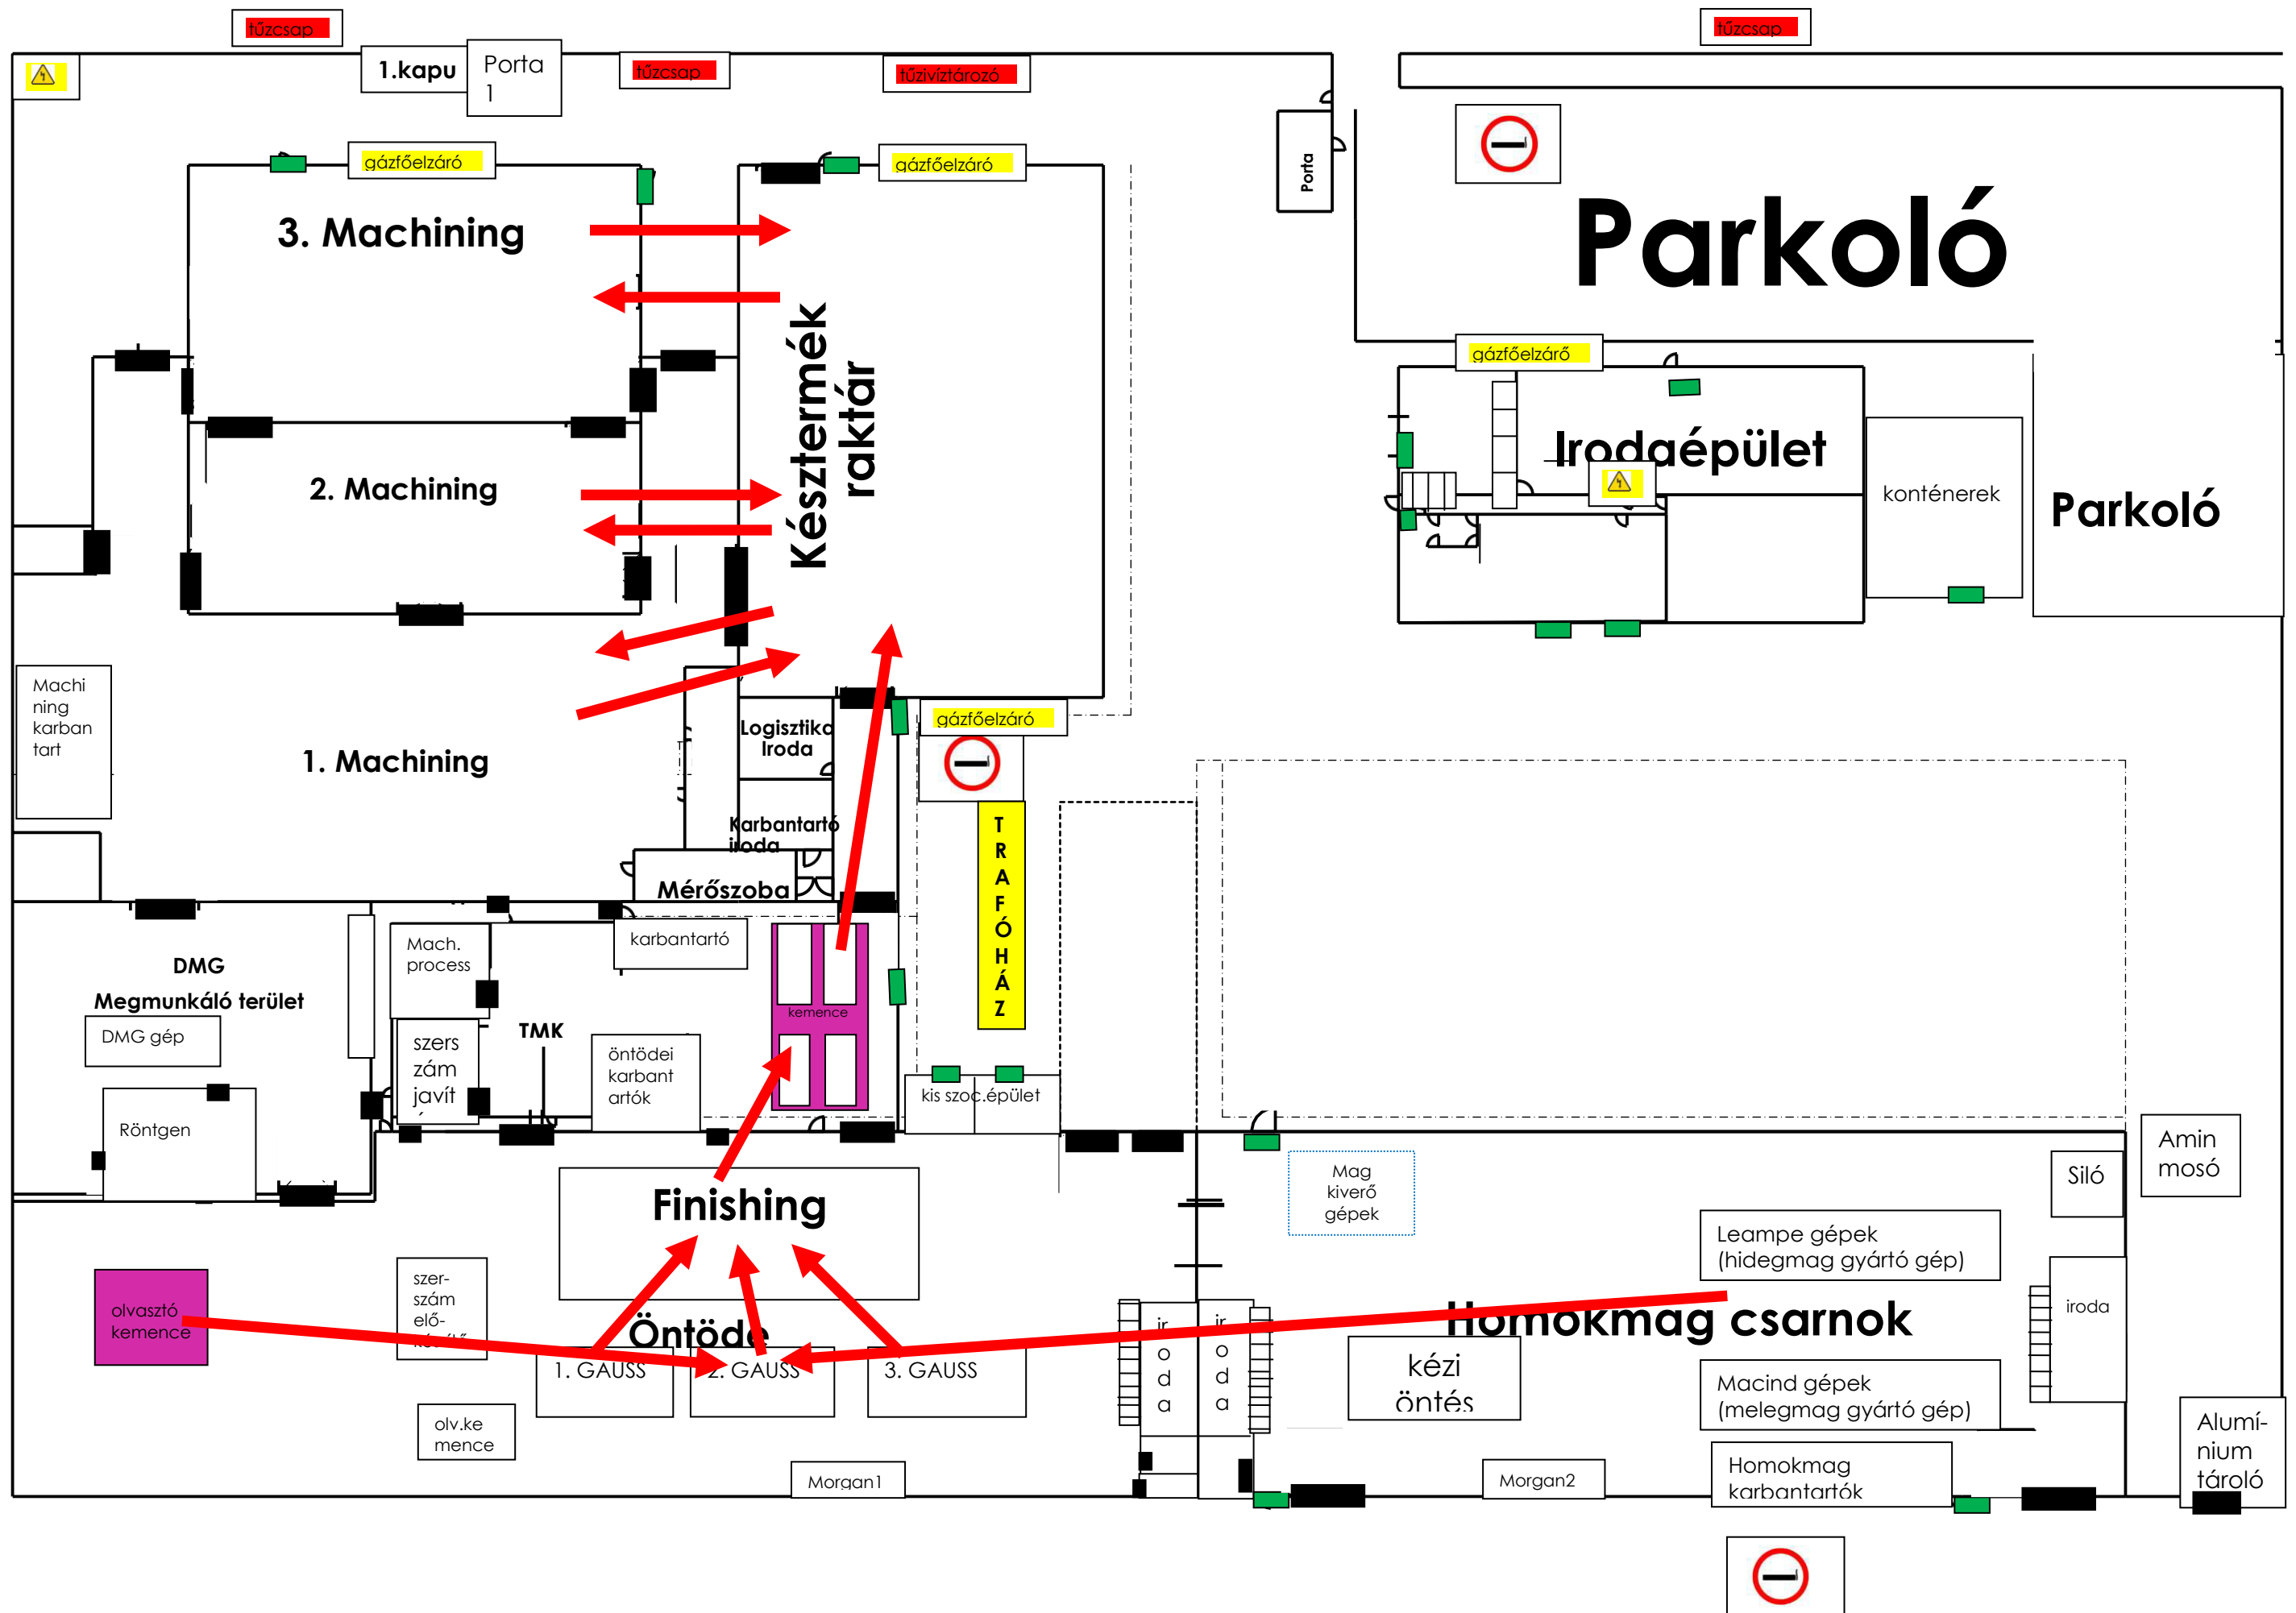 tűzcsap
tűzcsap
1.kapu
Porta
1
tűzcsap
tűzivíztározó
gázfőelzáró
gázfőelzáró
Porta
3. Machining
Parkoló
Késztermék
raktár
gázfőelzárő
Irodaépület
konténerek
Parkoló
2. Machining
Machi
ning
karban
tart
Logisztika
Iroda
gázfőelzáró
1. Machining
Karbantartó
iroda
Mérőszoba
T
R
A
F
Ó
H
Á
Z
karbantartó
Mach.
process
DMG
Megmunkáló terület
DMG gép
kemence
TMK
szers
zám
javít
öntödei
karbant
artók
kis szoc.épület
Röntgen
Amin
mosó
Siló
Mag
kiverő
gépek
Finishing
Leampe gépek
(hidegmag gyártó gép)
olvasztó
kemence
szer-
szám
elő-
Öntöde
Homokmag csarnok
iroda
ir
o
d
a
ir
o
d
a
1. GAUSS
2. GAUSS
3. GAUSS
kézi
öntés
Macind gépek
(melegmag gyártó gép)
olv.ke
mence
Alumí-
nium
tároló
Morgan1
Morgan2
Homokmag
karbantartók